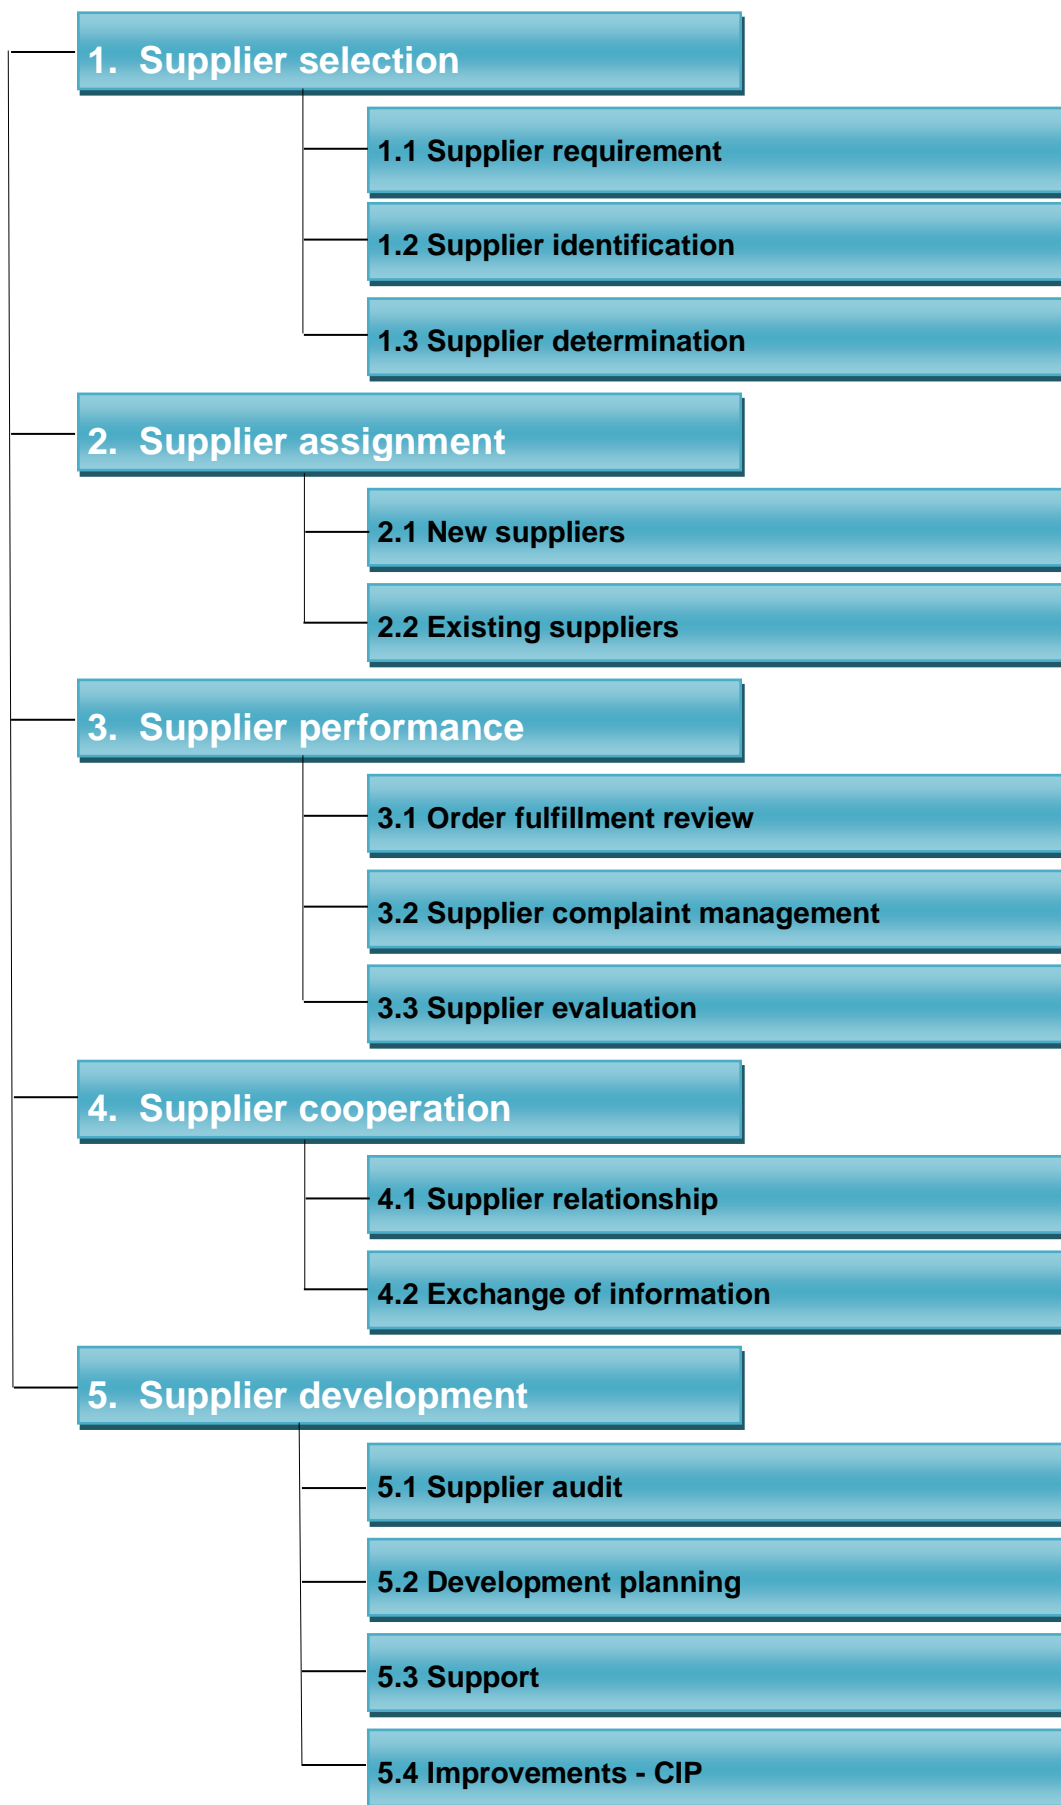 1. Supplier selection
1.1 Supplier requirement
1.2 Supplier identification
1.3 Supplier determination
2. Supplier assignment
2.1 New suppliers
2.2 Existing suppliers
3. Supplier performance
3.1 Order fulfillment review
3.2 Supplier complaint management
3.3 Supplier evaluation
4. Supplier cooperation
4.1 Supplier relationship
4.2 Exchange of information
5. Supplier development
5.1 Supplier audit
5.2 Development planning
5.3 Support
5.4 Improvements - CIP